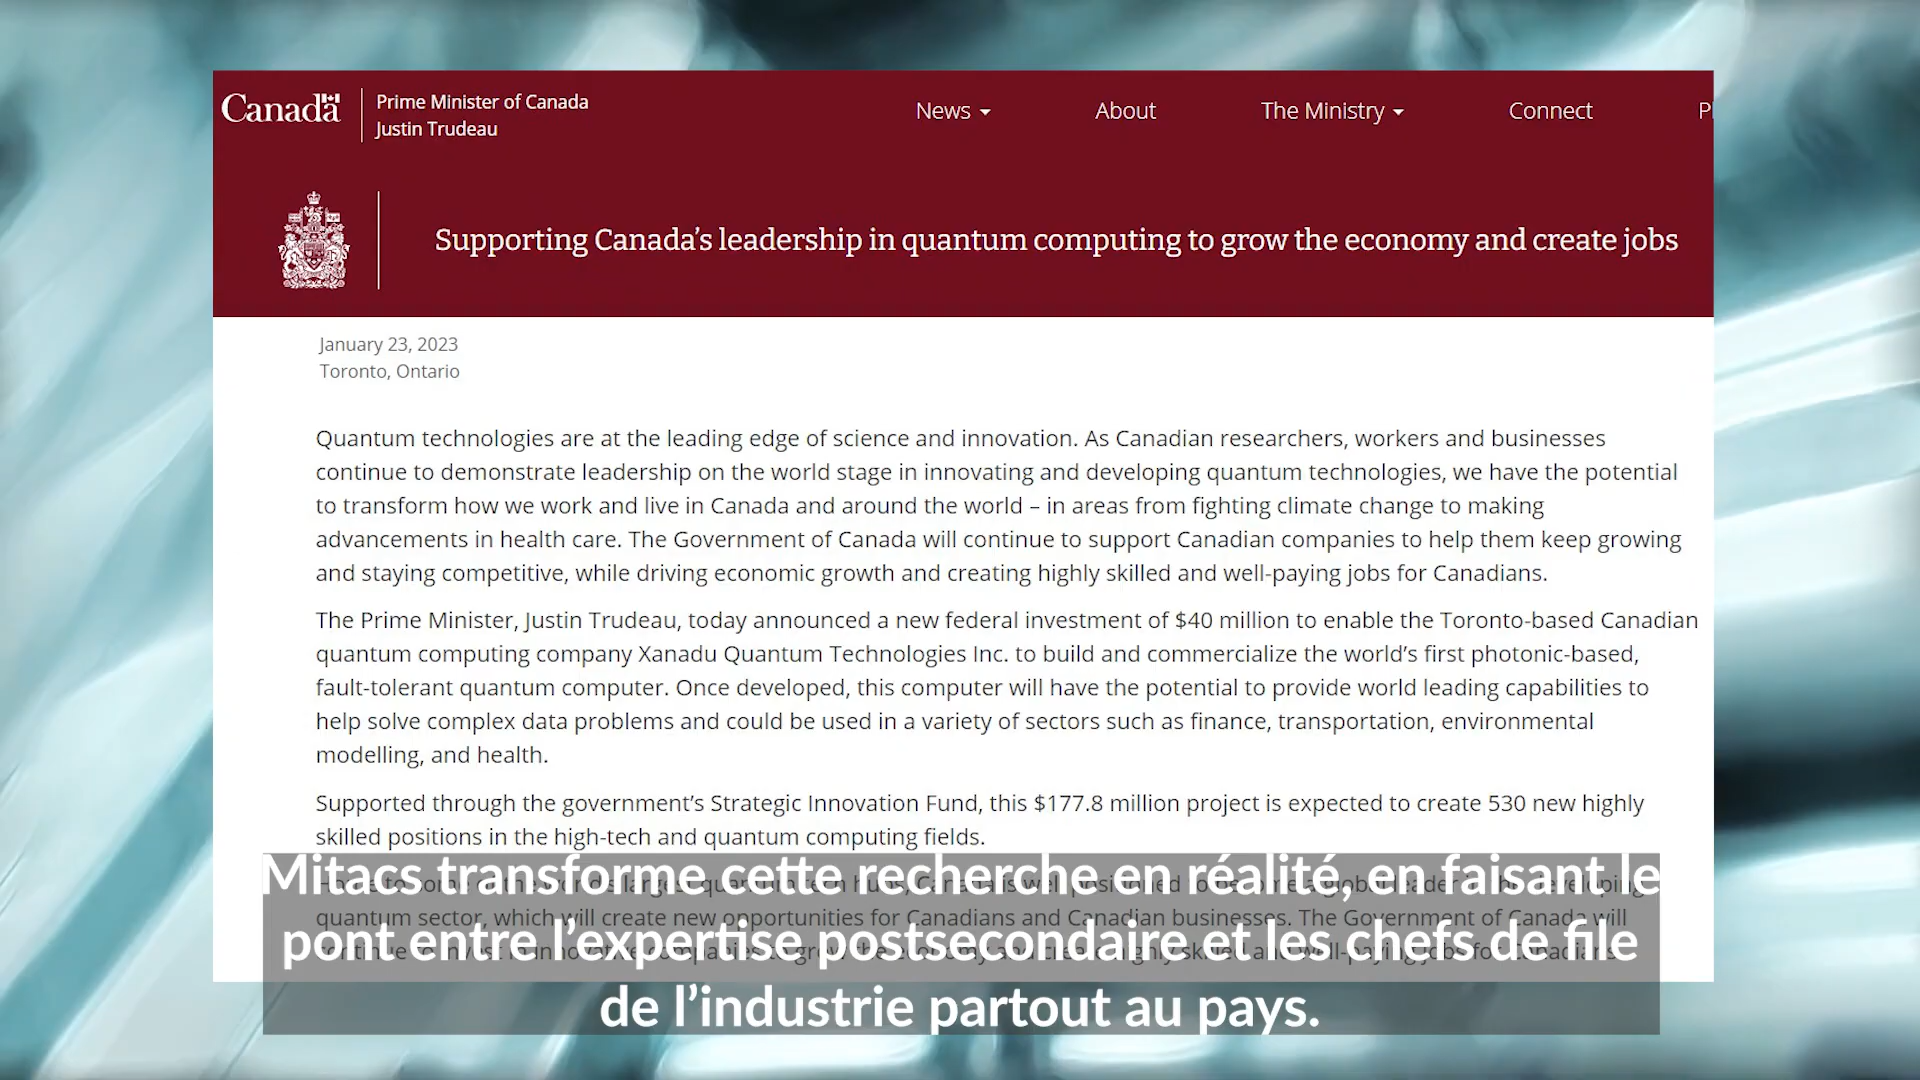 Canada
Prime Minister of Canada
Justin Trudeau
News
About
The Ministry
Connect
Supporting Canada's leadership in quantum computing to grow the economy and create jobs
January 23, 2023
Toronto, Ontario
Quantum technologies are at the leading edge of science and innovation. As Canadian researchers, workers and businesses
continue to demonstrate leadership on the world stage in innovating and developing quantum technologies, we have the potential
to transform how we work and live in Canada and around the world – in areas from fighting climate change to making
advancements in health care. The Government of Canada will continue to support Canadian companies to help them keep growing
and staying competitive, while driving economic growth and creating highly skilled and well-paying jobs for Canadians.
The Prime Minister, Justin Trudeau, today announced a new federal investment of $40 million to enable the Toronto-based Canadian
quantum computing company Xanadu Quantum Technologies Inc. to build and commercialize the world's first photonic-based,
fault-tolerant quantum computer. Once developed, this computer will have the potential to provide world leading capabilities to
help solve complex data problems and could be used in a variety of sectors such as finance, transportation, environmental
modelling, and health.
Supported through the government's Strategic Innovation Fund, this $177.8 million project is expected to create 530 new highly
skilled positions in the high-tech and quantum computing fields.
quantum sector, which will create new opportunities for Canadians and Canadian businesses. The Government of Canada will
Mitacs transforme cette recherche en réalité, en faisant le
pont entre l'expertise postsecondaire et les chefs de file
de l'industrie partout au pays.